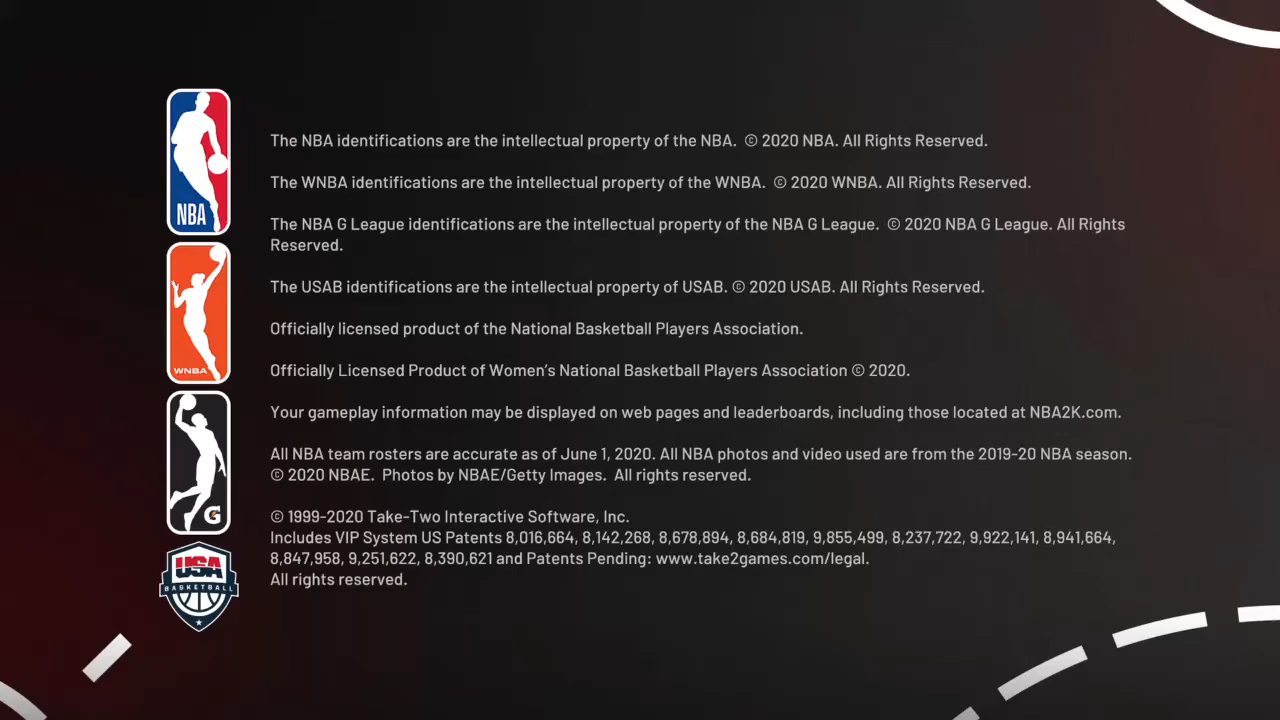 NBA
The NBA identifications are the intellectual property of the NBA.  © 2020 NBA. All Rights Reserved.
The WNBA identifications are the intellectual property of the WNBA.  © 2020 WNBA. All Rights Reserved.
The NBA G League identifications are the intellectual property of the NBA G League.  © 2020 NBA G League. All Rights
Reserved.
WNBA
The USAB identifications are the intellectual property of USAB. © 2020 USAB. All Rights Reserved.
Officially licensed product of the National Basketball Players Association.
Officially Licensed Product of Women's National Basketball Players Association © 2020.
Your gameplay information may be displayed on web pages and leaderboards, including those located at NBA2K.com.
G
All NBA team rosters are accurate as of June 1, 2020. All NBA photos and video used are from the 2019-20 NBA season.
© 2020 NBAE.  Photos by NBAE/Getty Images.  All rights reserved.
© 1999-2020 Take-Two Interactive Software, Inc.
Includes VIP System US Patents 8,016,664, 8,142,268, 8,678,894, 8,684,819, 9,855,499, 8,237,722, 9,922,141, 8,941,664,
8,847,958, 9,251,622, 8,390,621 and Patents Pending: www.take2games.com/legal.
All rights reserved.
USA
BASKETBALL